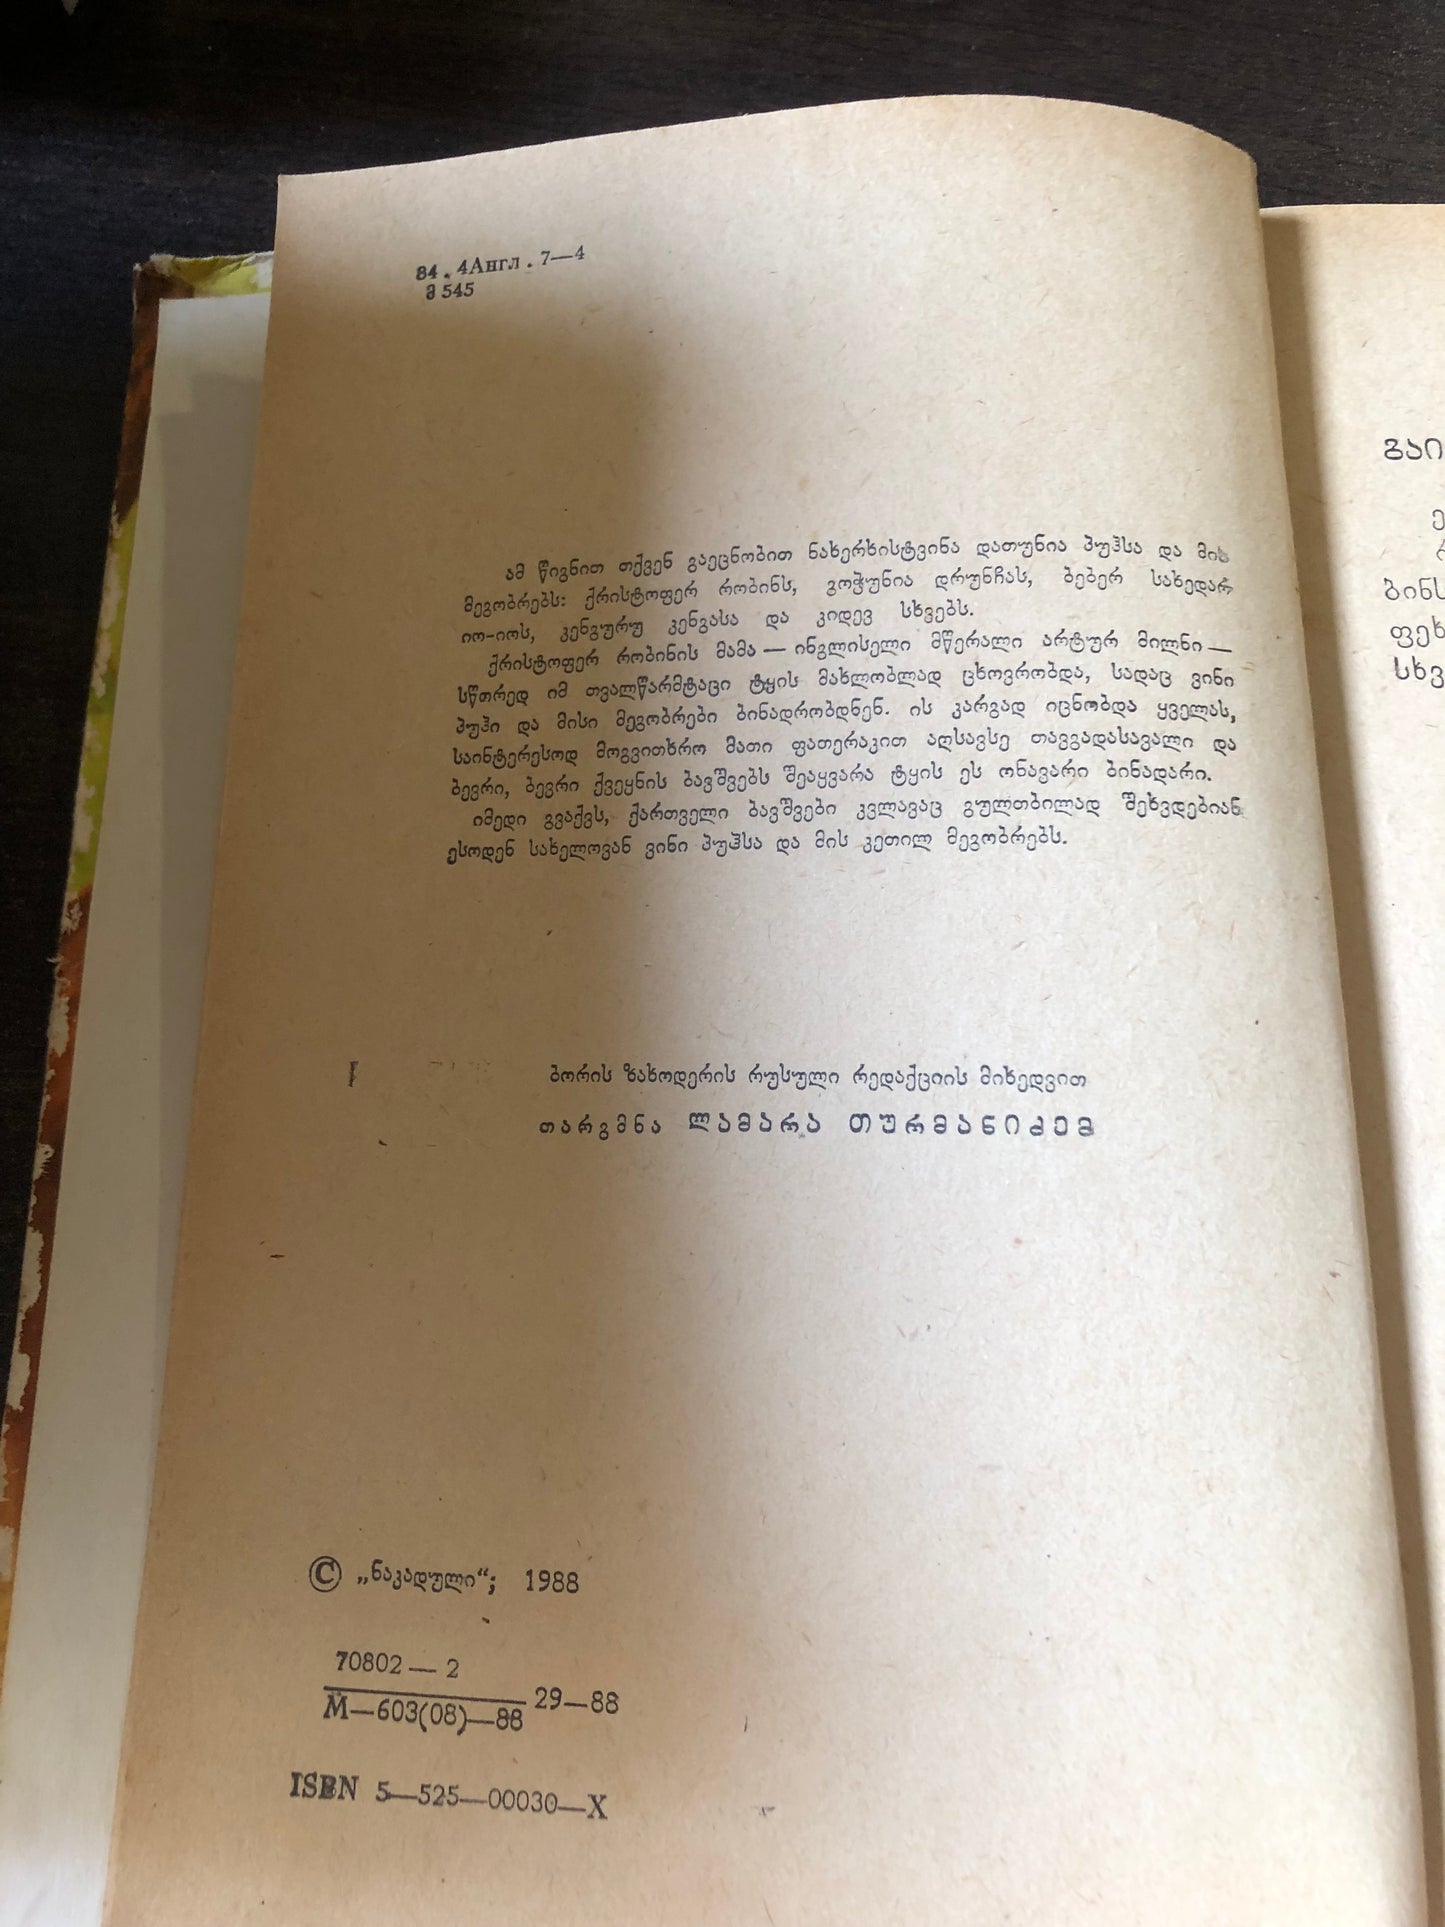 84 . 4Англ . 7—4
მ 545
ამ წიგნით თქვენ გაეცნობით ნახერხისტვინა დათუნია პუჰსა და მის
მეგობრებს: ქრისტოფერ რობინს, გოჭუნია დრუნჩას, ბებერ სახედარ
იო-იოს, კენგურუ კენგასა და კიდევ სხვებს.
ქრისტოფერ რობინის მამა — ინგლისელი მწერალი არტურ მილნი —
სწორედ იმ თვალწარმტაცი ტყის მახლობლად ცხოვრობდა, სადაც ვინი
პუჰი და მისი მეგობრები ბინადრობდნენ. ის კარგად იცნობდა ყველას,
საინტერესოდ მოგვითხრო მათი ფათერაკით აღსავსე თავგადასავალი და
ბევრი, ბევრი ქვეყნის ბავშვებს შეაყვარა ტყის ეს ონავარი ბინადარი.
იმედი გვაქვს, ქართველი ბავშვები კვლავაც გულთბილად შეხვდებიან
ესოდენ სახელოვან ვინი პუჰსა და მის კეთილ მეგობრებს.
ბორის ზახოდერის რუსული რედაქციის მიხედვით
თარგმნა ლამარა თურმანიძემ
© „ნაკადული“; 1988
70802 — 2
М—603(08)—88 29—88
ISBN 5—525—00030—X
გაი
ე
ბინს
ფეხ
სხვ